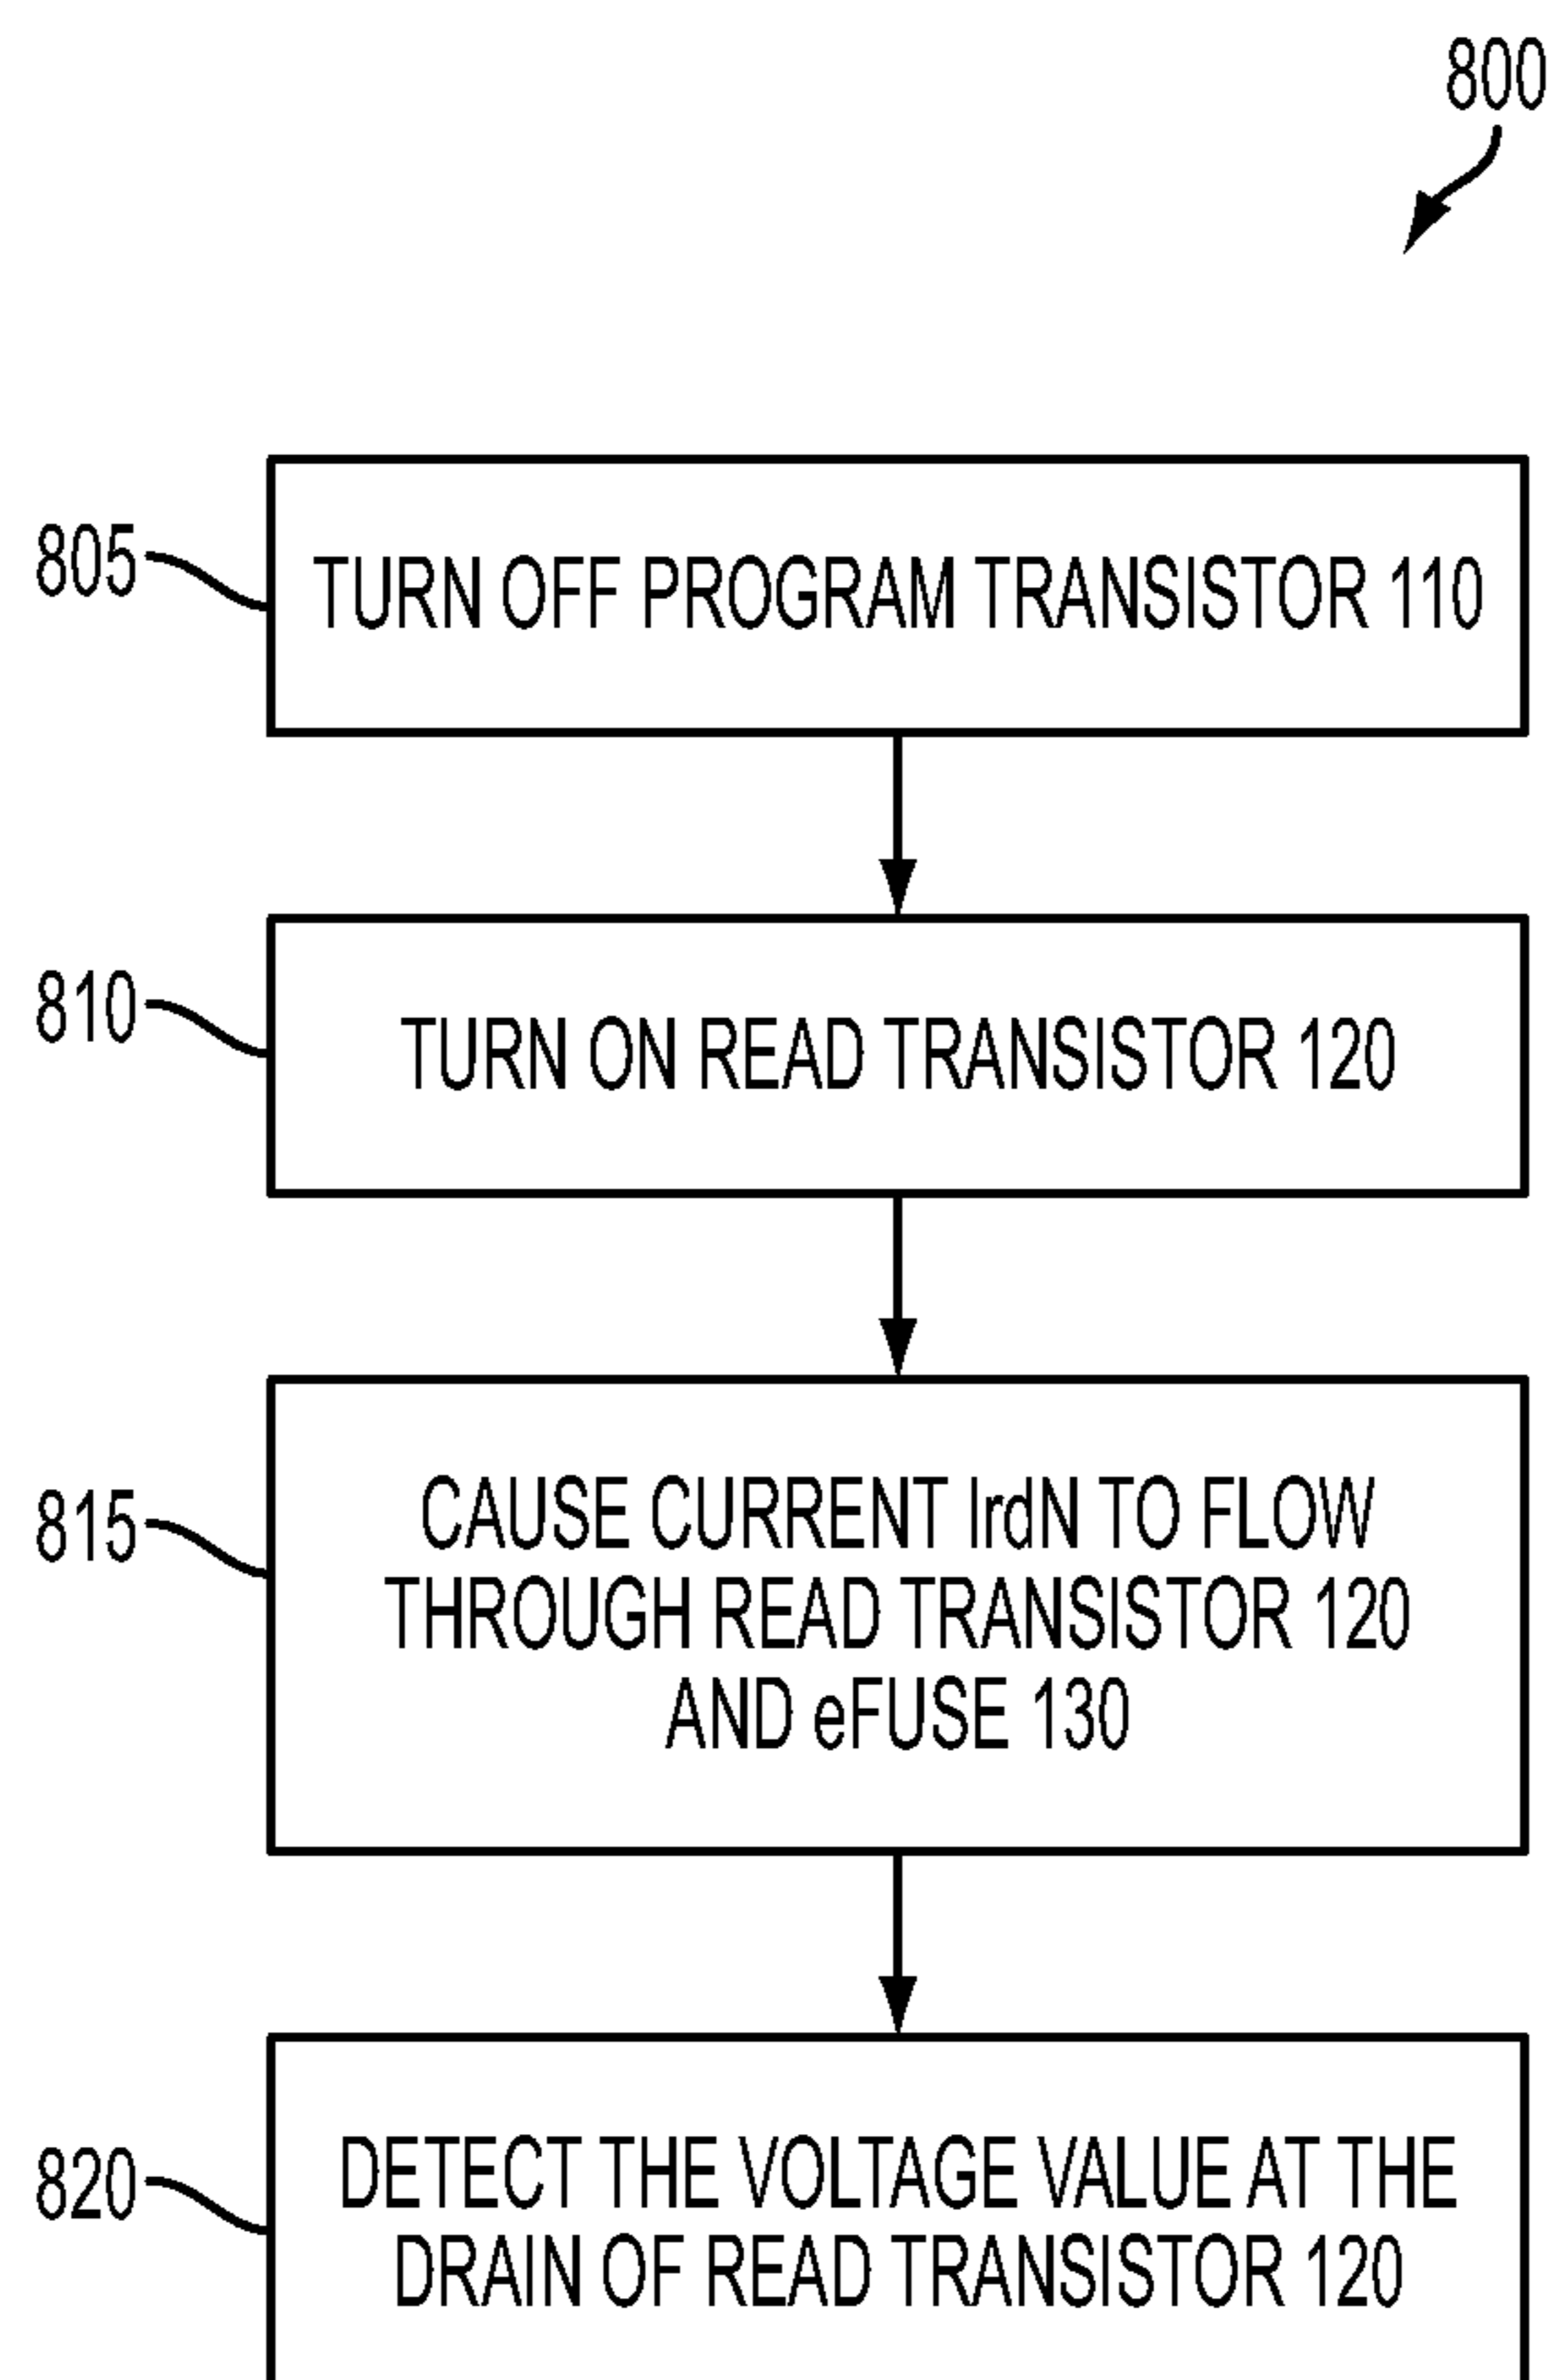 800
805
TURN OFF PROGRAM TRANSISTOR 110
810
TURN ON READ TRANSISTOR 120
815
CAUSE CURRENT IrdN TO FLOW
THROUGH READ TRANSISTOR 120
AND eFUSE 130
820
DETECT THE VOLTAGE VALUE AT THE
DRAIN OF READ TRANSISTOR 120